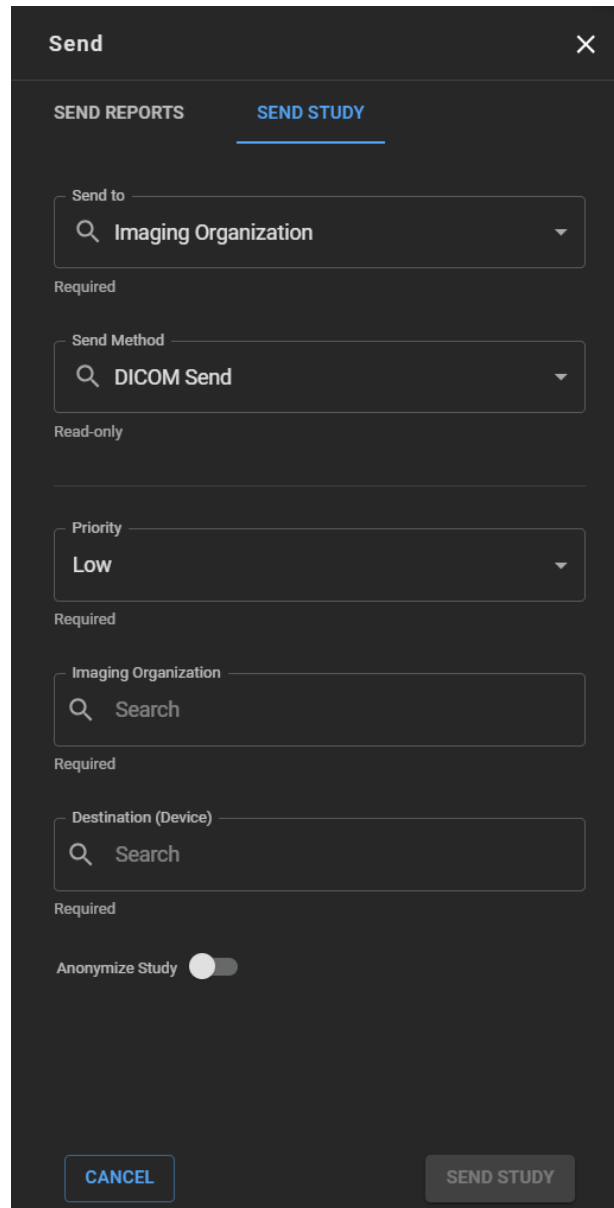 Send
SEND REPORTS SEND STUDY
Send to
Imaging Organization
Required
Send Method
DICOM Send
Read-only
Priority
Low
Required
Imaging Organization
Search
Required
Destination (Device)
Search
Required
Anonymize Study
CANCEL SEND STUDY